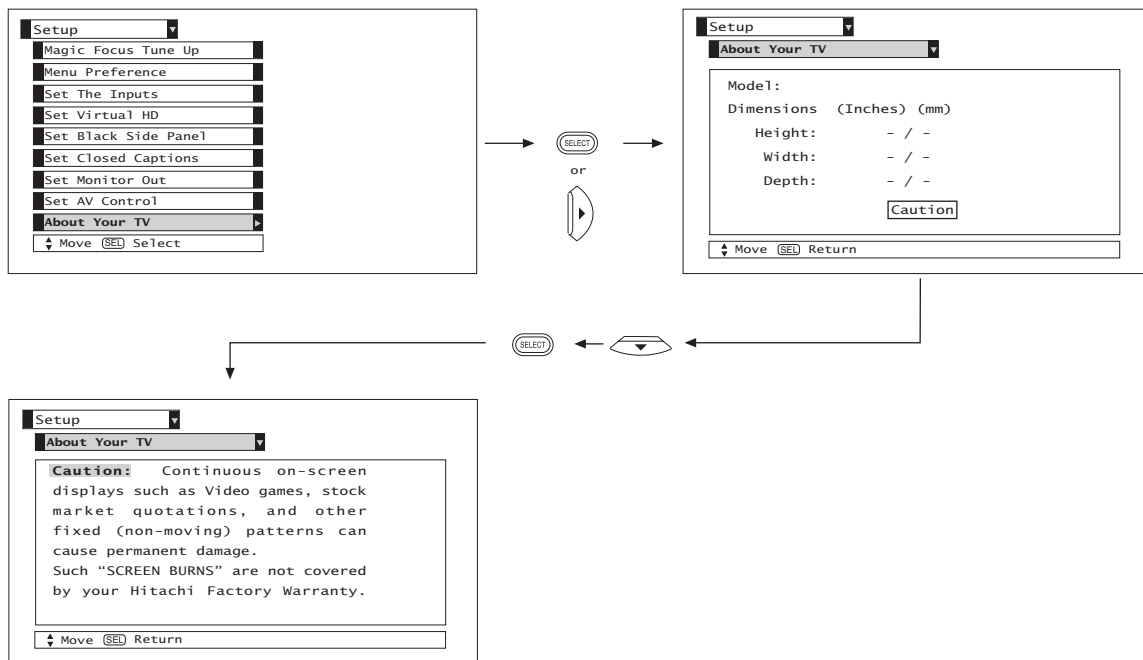 Setup
Magic Focus Tune Up
Menu Preference
Set The Inputs
Set Virtual HD
Set Black Side Panel
Set Closed Captions
Set Monitor Out
Set AV Control
About Your TV
Move SEL Select
SELECT
or
Setup
About Your TV
Model:
Dimensions (Inches) (mm)
Height: - / -
Width: - / -
Depth: - / -
Caution
Move SEL Return
SELECT
Setup
About Your TV
Caution: Continuous on-screen
displays such as Video games, stock
market quotations, and other
fixed (non-moving) patterns can
cause permanent damage.
Such “SCREEN BURNS” are not covered
by your Hitachi Factory Warranty.
Move SEL Return